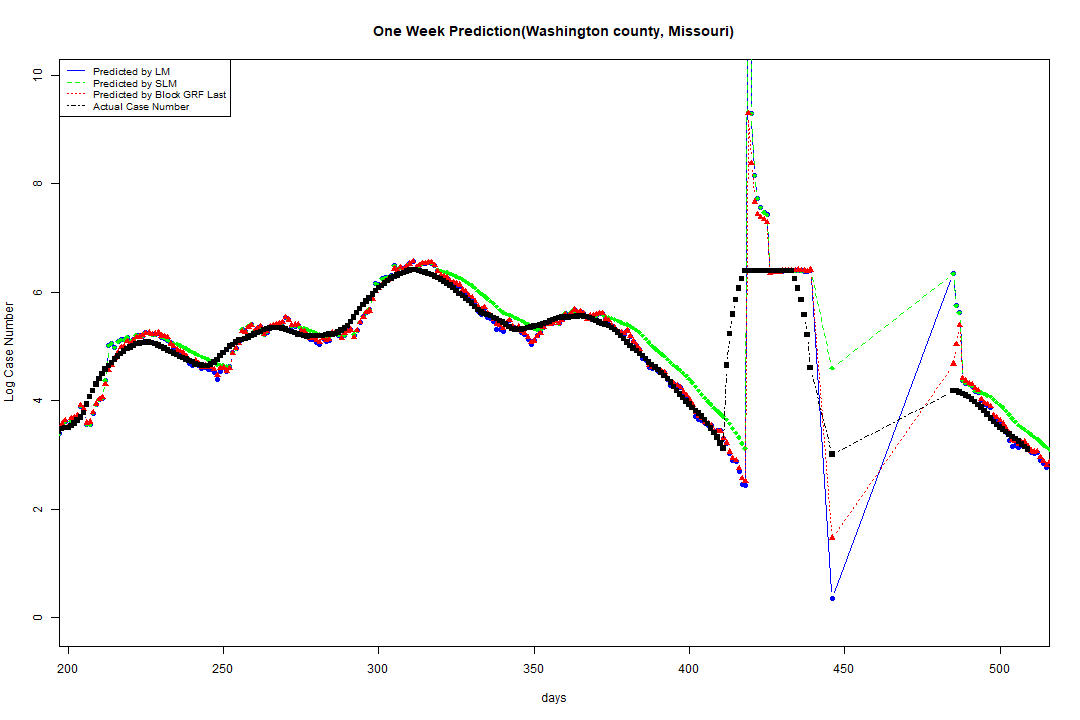 One Week Prediction(Washington county, Missouri)
Predicted by LM
Predicted by SLM
Predicted by Block GRF Last
Actual Case Number
Log Case Number
10
8
6
4
2
0
200 250 300 350 400 450 500
days